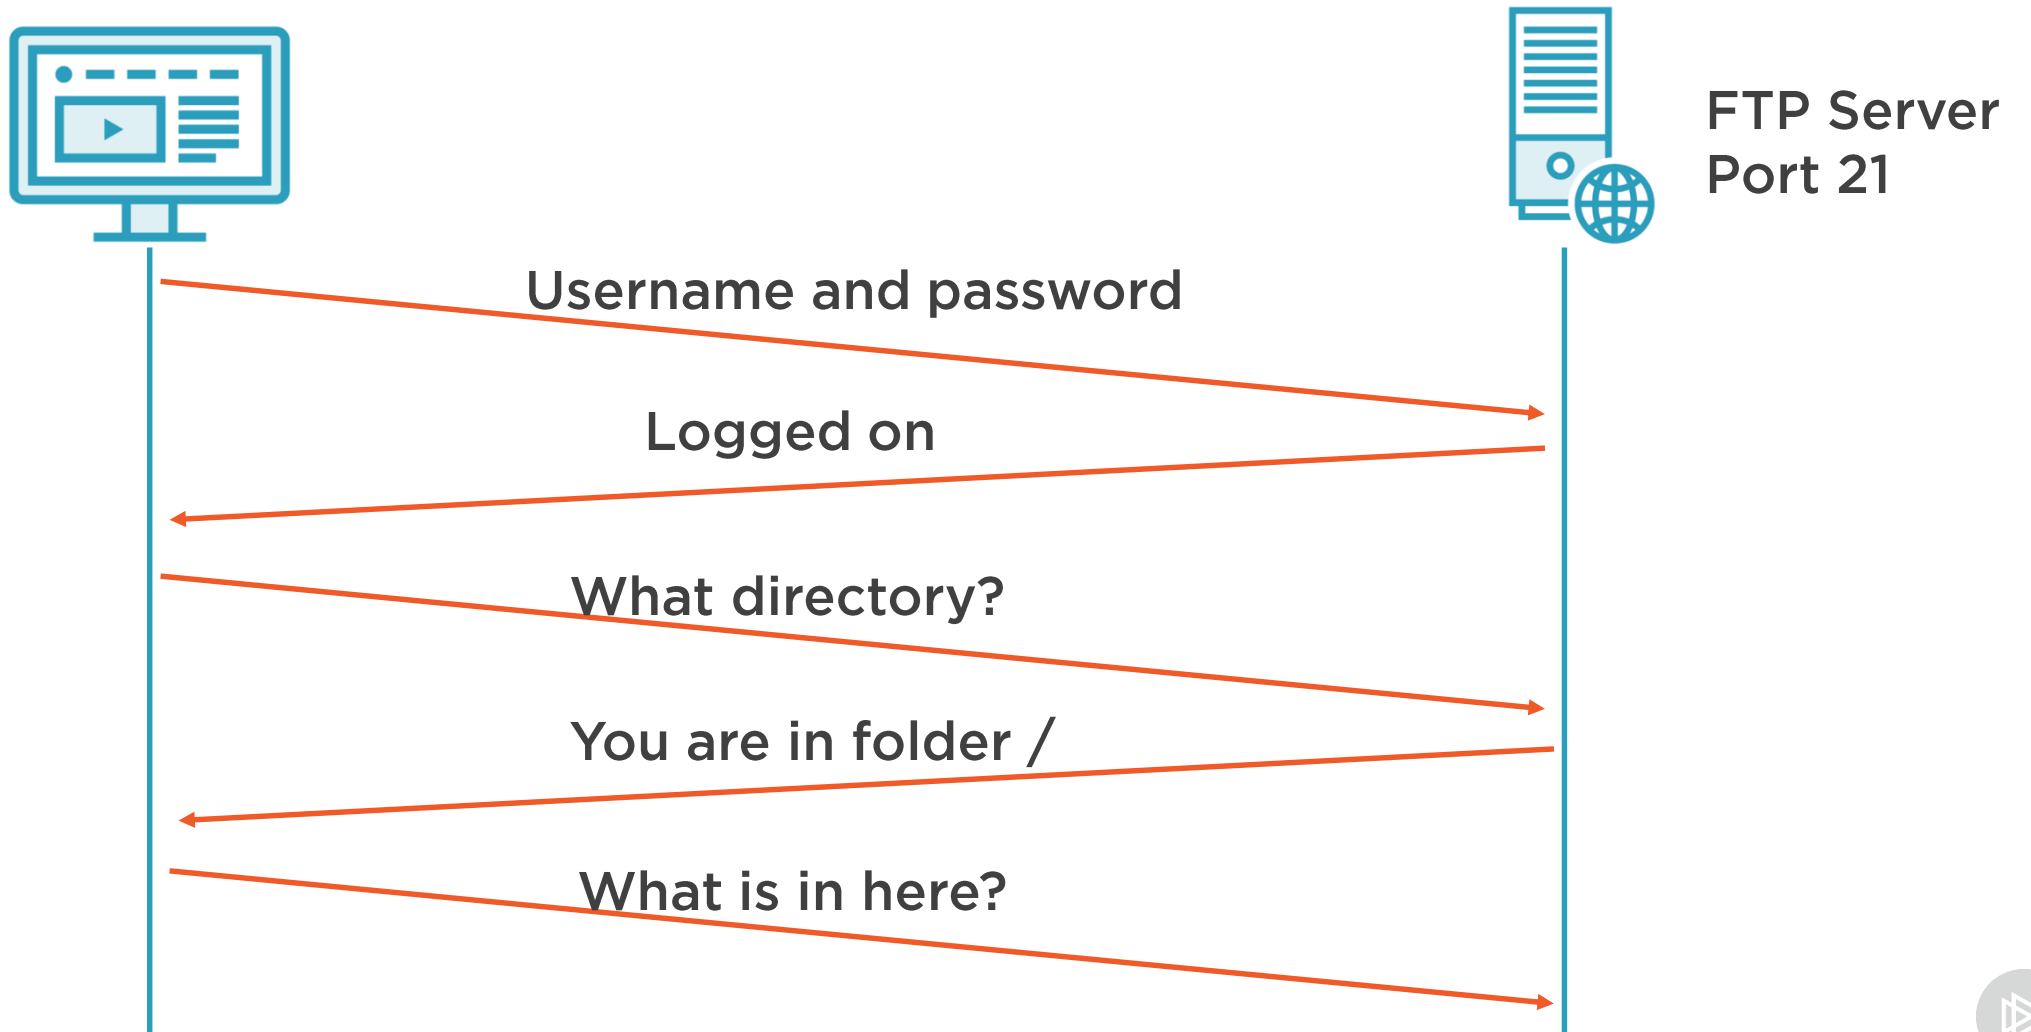 FTP Server
Port 21
Username and password
Logged on
What directory?
You are in folder /
What is in here?